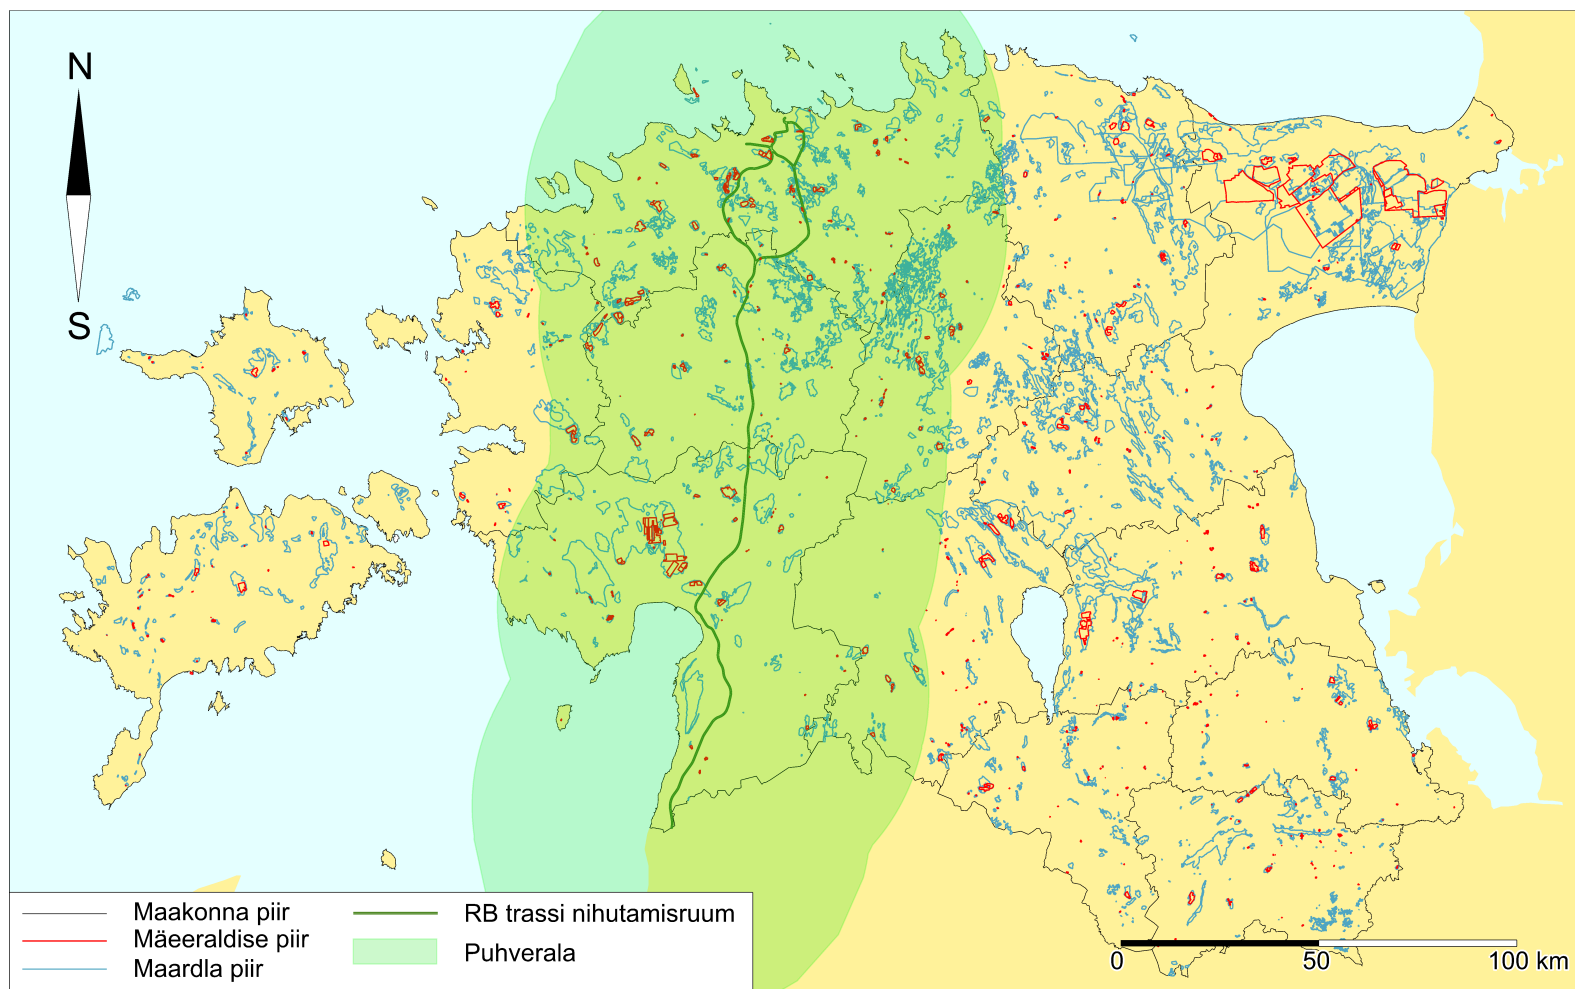 N
S
Maakonna piir
Mäeeraldise piir
Maardla piir
RB trassi nihutamisruum
Puhverala
0 50 100 km